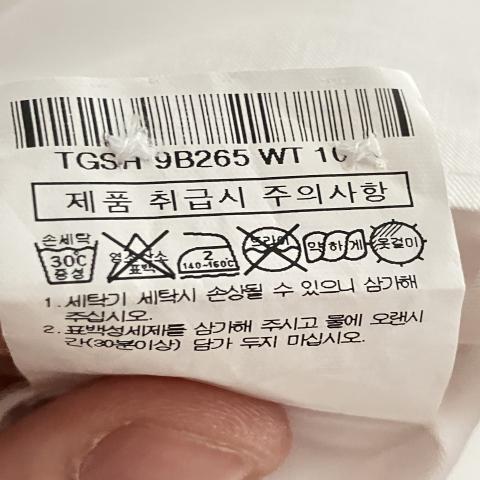 TGSH 9B265 WT
제품 취급시 주의사항
손세탁 30℃ 중성
염소산소 표백
2 140-160℃
드라이
약하게
옷걸이
1. 세탁기 세탁시 손상될 수 있으니 삼가해
주십시오.
2. 표백성세제를 삼가해 주시고 물에 오랜시
간(30분이상) 담가 두지 마십시오.